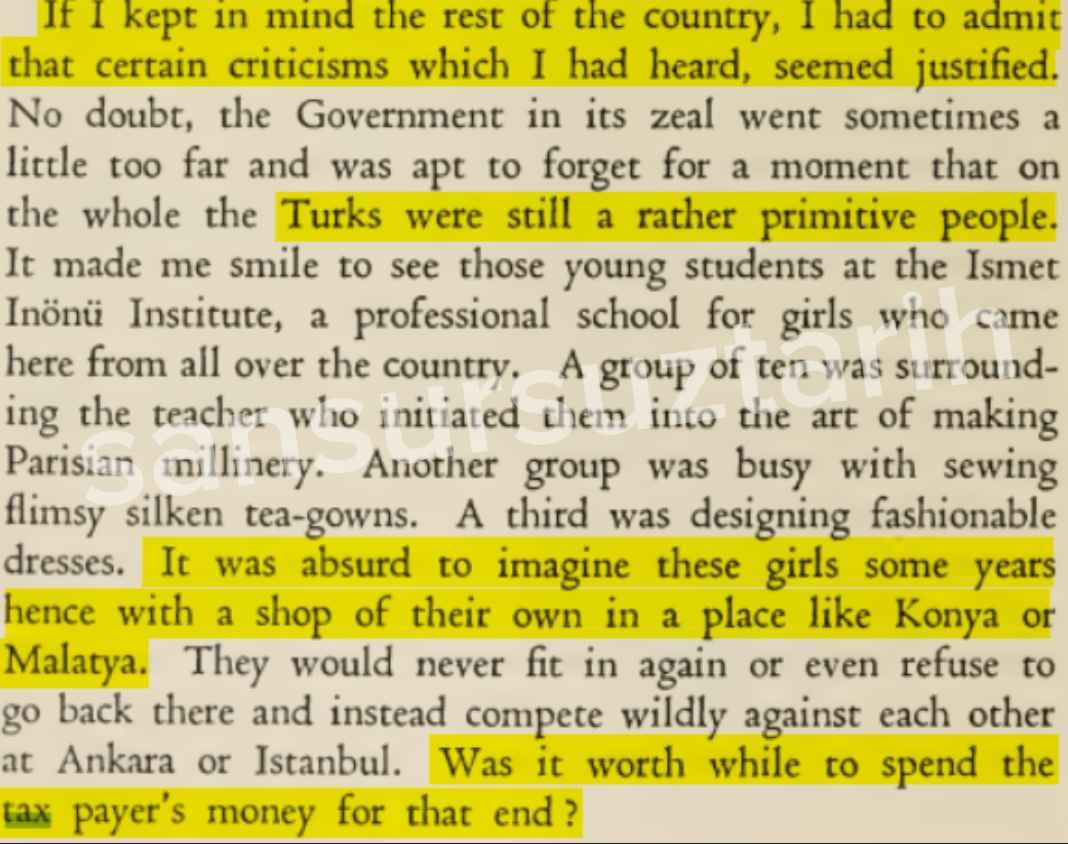 If I kept in mind the rest of the country, I had to admit
that certain criticisms which I had heard, seemed justified.
No doubt, the Government in its zeal went sometimes a
little too far and was apt to forget for a moment that on
the whole the Turks were still a rather primitive people.
It made me smile to see those young students at the Ismet
Inönü Institute, a professional school for girls who came
here from all over the country. A group of ten was surround-
ing the teacher who initiated them into the art of making
Parisian millinery. Another group was busy with sewing
flimsy silken tea-gowns. A third was designing fashionable
dresses. It was absurd to imagine these girls some years
hence with a shop of their own in a place like Konya or
Malatya. They would never fit in again or even refuse to
go back there and instead compete wildly against each other
at Ankara or Istanbul. Was it worth while to spend the
tax payer's money for that end ?
sansursuztarih